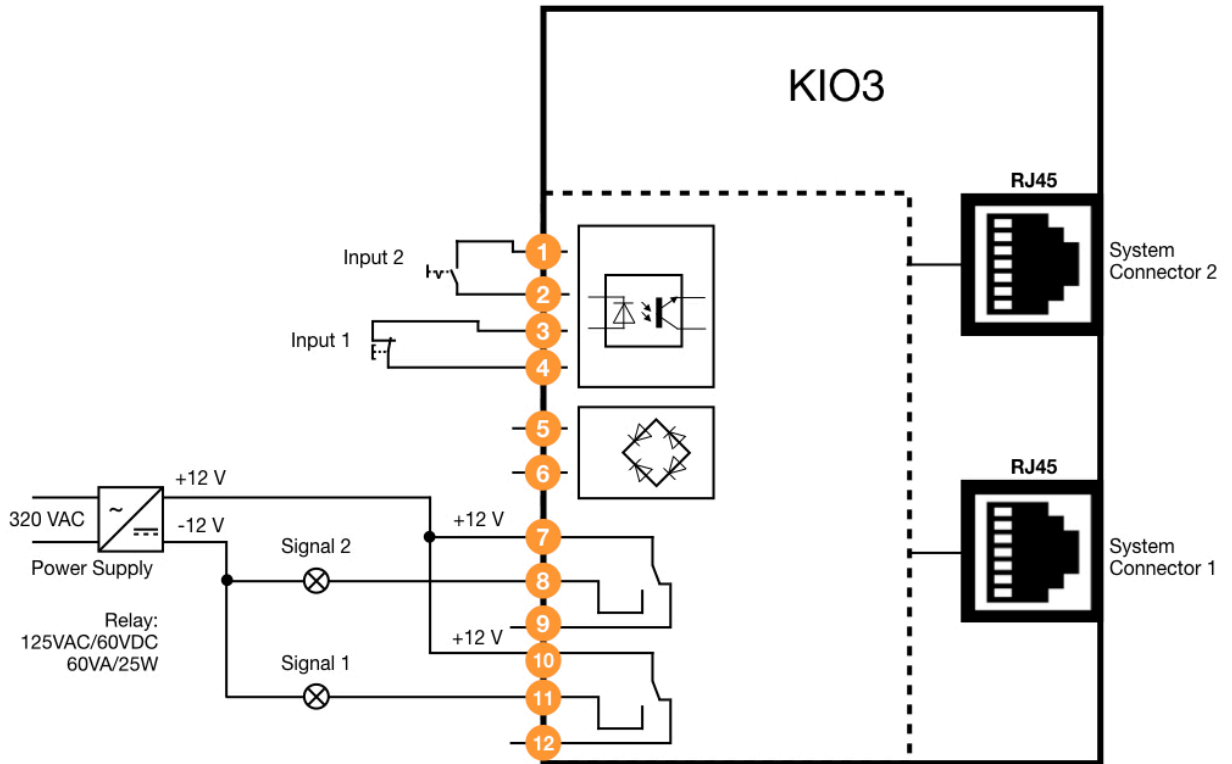 KIO3
RJ45
System
Connector 2
Input 2
1
2
Input 1
3
4
5
6
RJ45
System
Connector 1
320 VAC
~
+12 V
-12 V
Power Supply
+12 V
7
Signal 2
8
9
Relay:
125VAC/60VDC
60VA/25W
+12 V
10
Signal 1
11
12